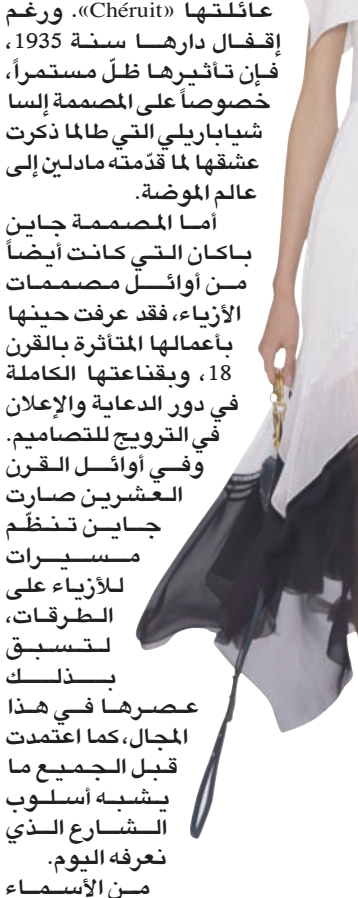 عائلتها «Chéruit». ورغم
إقفال دارها سنة 1935،
فإن تأثيرها ظلّ مستمراً،
خصوصاً على المصممة إلسا
شياباريلي التي طالما ذكرت
عشقها لما قدّمته مادلين إلى
عالم الموضة.
أما المصممة جاين
باكان التي كانت أيضاً
من أوائل مصممات
الأزياء، فقد عرفت حينها
بأعمالها المتأثرة بالقرن
18، وبقناعتها الكاملة
في دور الدعاية والإعلان
في الترويج للتصاميم.
وفي أوائل القرن
العشرين صارت
جاين تنظّم
مسيرات
للأزياء على
الطرقات،
لتسبق
بذلك
عصرها في هذا
المجال، كما اعتمدت
قبل الجميع ما
يشبه أسلوب
الشارع الذي
نعرفه اليوم.
من الأسماء